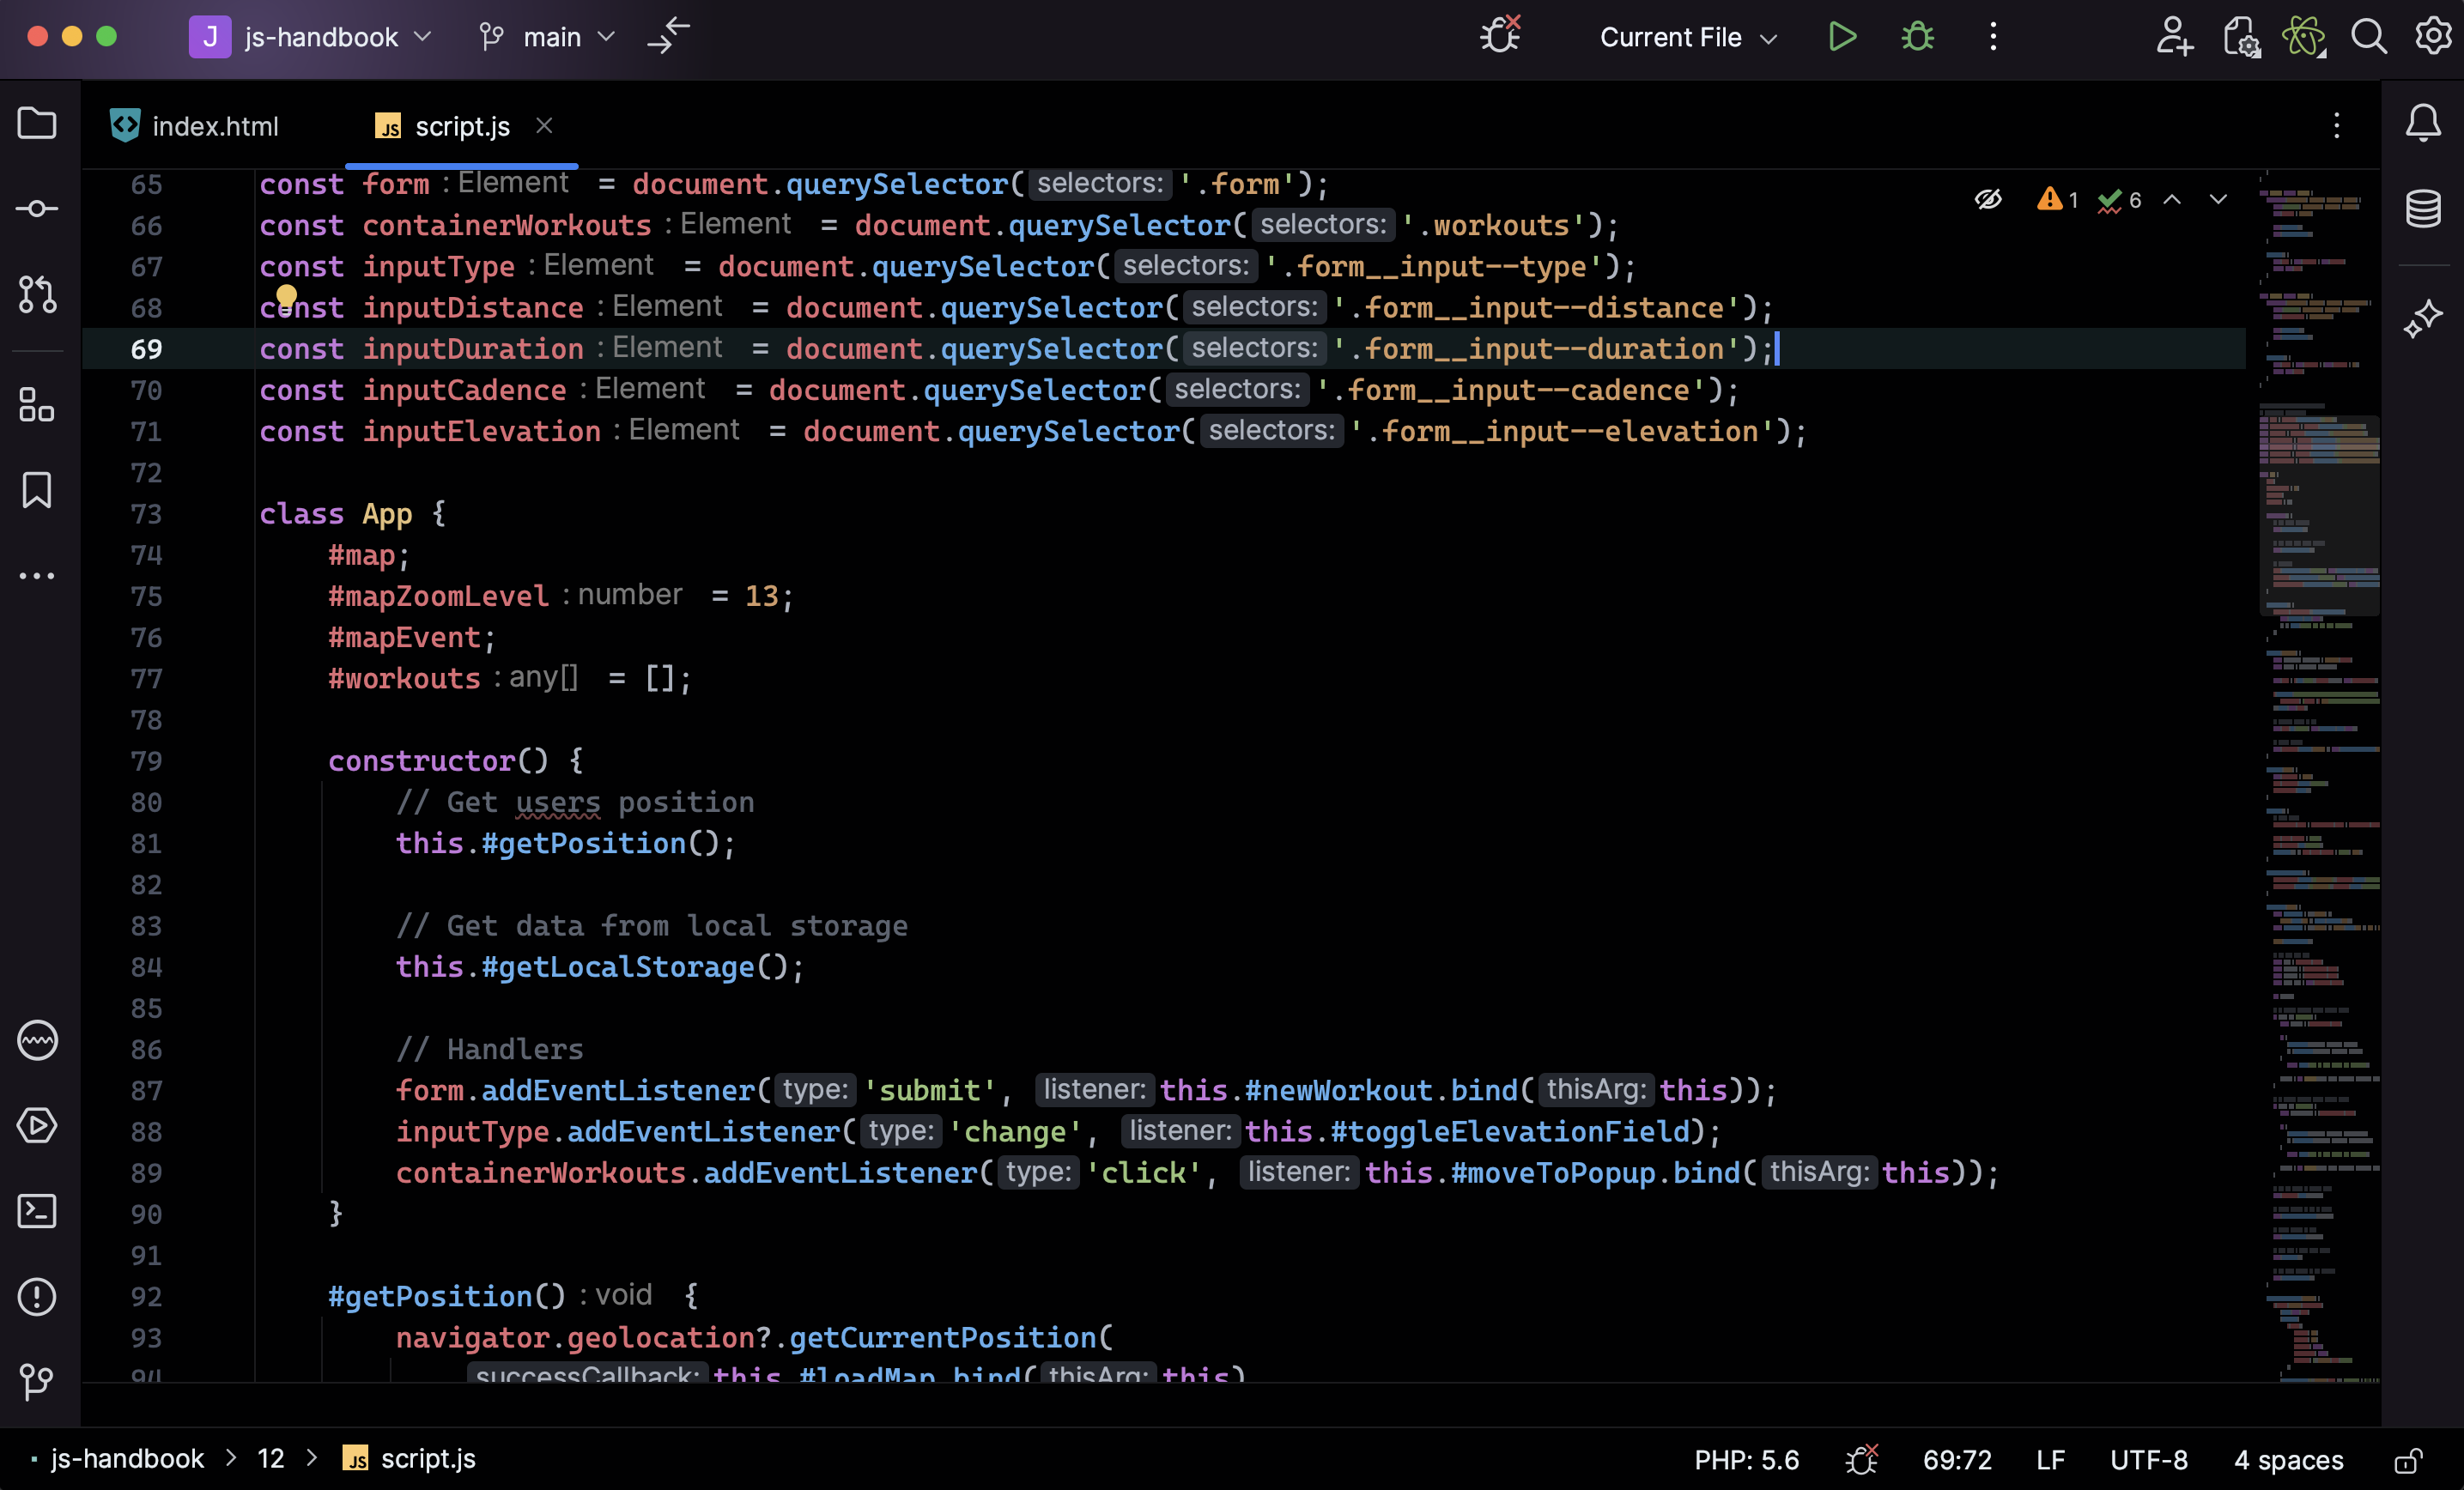 J js-handbook main Current File
index.html script.js
1 6
65 const form : Element = document.querySelector( selectors: '.form');
66 const containerWorkouts : Element = document.querySelector( selectors: '.workouts');
67 const inputType : Element = document.querySelector( selectors: '.form__input--type');
68 const inputDistance : Element = document.querySelector( selectors: '.form__input--distance');
69 const inputDuration : Element = document.querySelector( selectors: '.form__input--duration');
70 const inputCadence : Element = document.querySelector( selectors: '.form__input--cadence');
71 const inputElevation : Element = document.querySelector( selectors: '.form__input--elevation');
72
73 class App {
74 #map;
75 #mapZoomLevel : number = 13;
76 #mapEvent;
77 #workouts : any[] = [];
78
79 constructor() {
80 // Get users position
81 this.#getPosition();
82
83 // Get data from local storage
84 this.#getLocalStorage();
85
86 // Handlers
87 form.addEventListener( type: 'submit', listener: this.#newWorkout.bind( thisArg: this));
88 inputType.addEventListener( type: 'change', listener: this.#toggleElevationField);
89 containerWorkouts.addEventListener( type: 'click', listener: this.#moveToPopup.bind( thisArg: this));
90 }
91
92 #getPosition() : void {
93 navigator.geolocation?.getCurrentPosition(
94 successCallback: this.#loadMap.bind( thisArg: this)
js-handbook > 12 > JS script.js PHP: 5.6 69:72 LF UTF-8 4 spaces